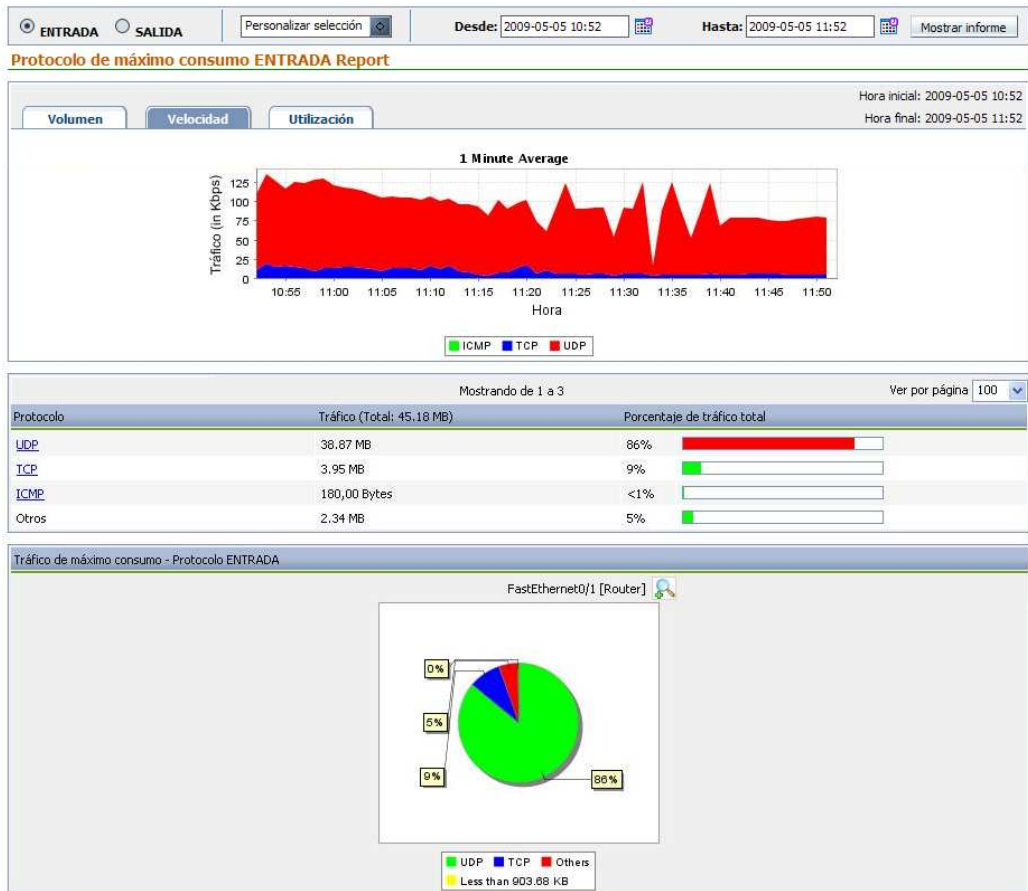 ENTRADA SALIDA Personalizar selección Desde: 2009-05-05 10:52 Hasta: 2009-05-05 11:52 Mostrar informe
Protocolo de máximo consumo ENTRADA Report
Hora inicial: 2009-05-05 10:52
Volumen Velocidad Utilización Hora final: 2009-05-05 11:52
1 Minute Average
Tráfico (in Kbps)
125
100
75
50
25
0
10:55 11:00 11:05 11:10 11:15 11:20 11:25 11:30 11:35 11:40 11:45 11:50
Hora
ICMP TCP UDP
Mostrando de 1 a 3 Ver por página 100
Protocolo Tráfico (Total: 45.18 MB) Porcentaje de tráfico total
UDP 38.87 MB 86%
TCP 3.95 MB 9%
ICMP 180,00 Bytes <1%
Otros 2.34 MB 5%
Tráfico de máximo consumo - Protocolo ENTRADA
FastEthernet0/1 [Router]
0%
5%
9% 86%
UDP TCP Others
Less than 903.68 KB